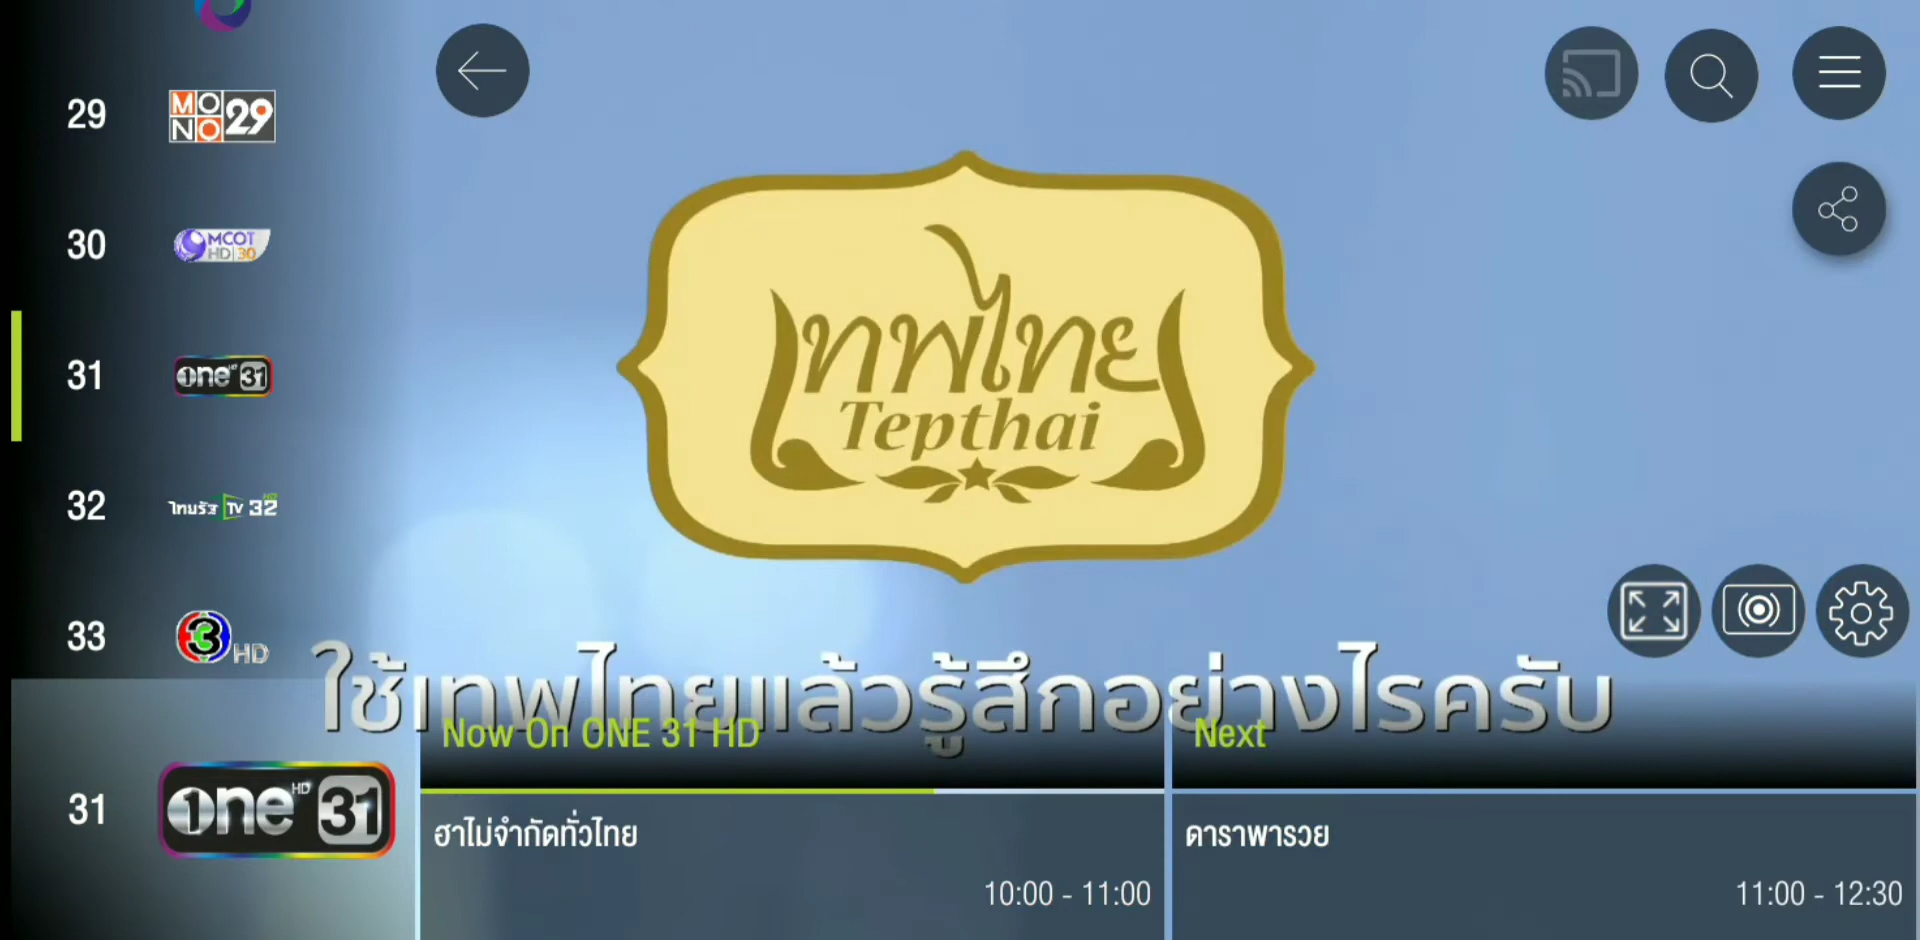 29
MONO29
30
MCOT
HD 30
31
one HD 31
32
ไทยรัฐ TV HD 32
33
3 HD
เทพไทย
Tepthai
ใช้เทพไทยแล้วรู้สึกอย่างไรครับ
31
one HD 31
Now On ONE 31 HD
ฮาไม่จำกัดทั่วไทย
10:00 - 11:00
Next
ดาราพารวย
11:00 - 12:30